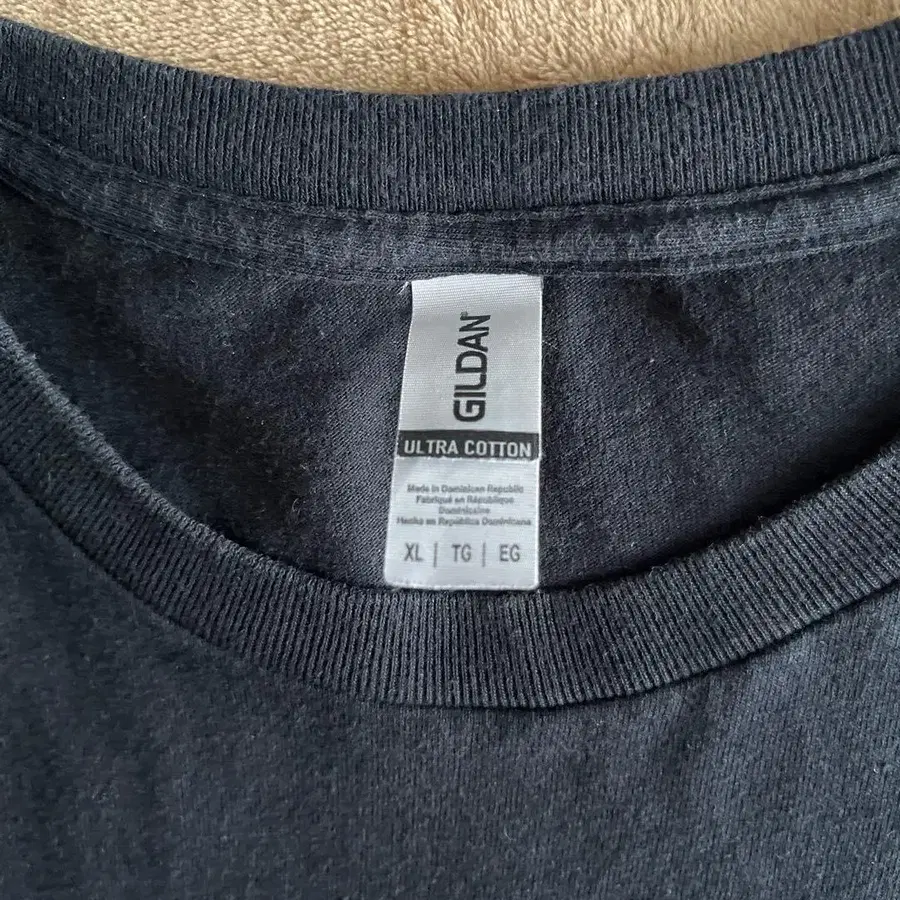 GILDAN®
ULTRA COTTON
Made in Dominican Republic
Fabriqué en République
Dominicaine
Hecho en República Dominicana
XL | TG | EG